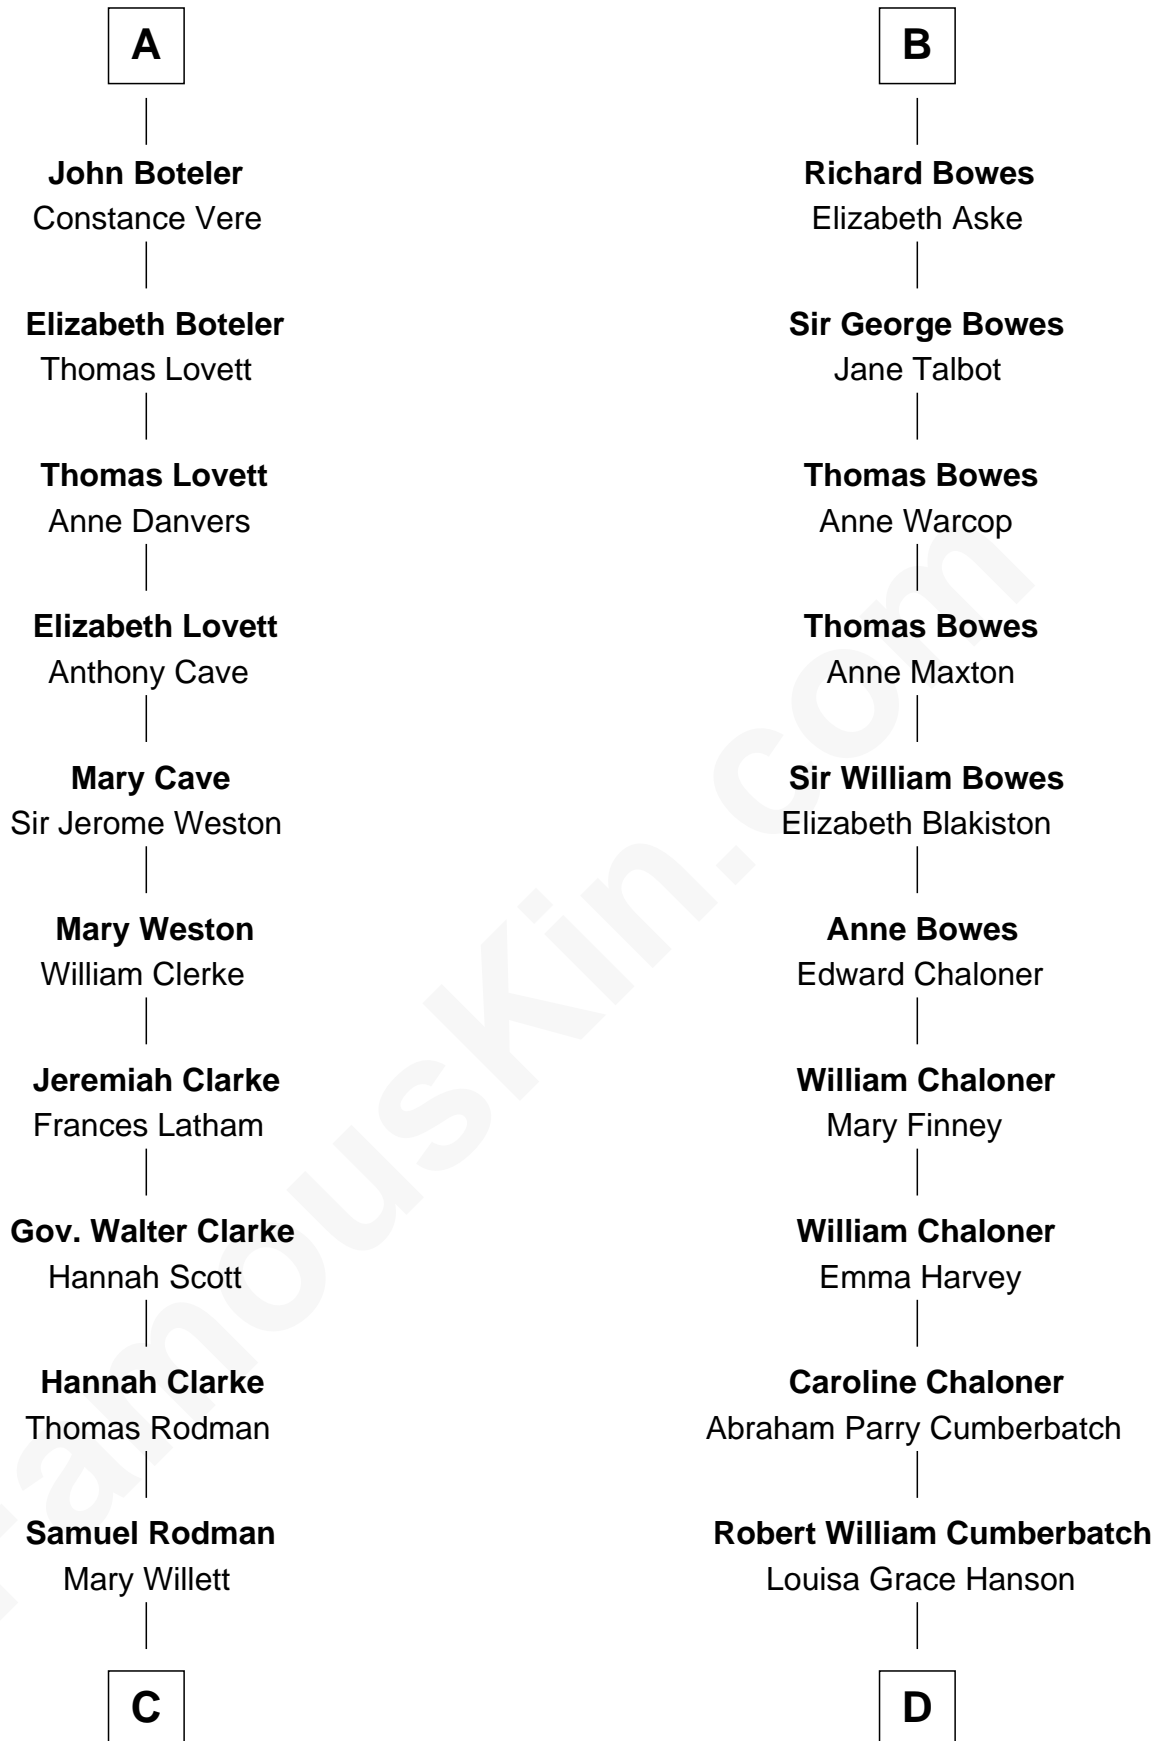 A
John Boteler
Constance Vere
Elizabeth Boteler
Thomas Lovett
Thomas Lovett
Anne Danvers
Elizabeth Lovett
Anthony Cave
Mary Cave
Sir Jerome Weston
Mary Weston
William Clerke
Jeremiah Clarke
Frances Latham
Gov. Walter Clarke
Hannah Scott
Hannah Clarke
Thomas Rodman
Samuel Rodman
Mary Willett
C
B
Richard Bowes
Elizabeth Aske
Sir George Bowes
Jane Talbot
Thomas Bowes
Anne Warcop
Thomas Bowes
Anne Maxton
Sir William Bowes
Elizabeth Blakiston
Anne Bowes
Edward Chaloner
William Chaloner
Mary Finney
William Chaloner
Emma Harvey
Caroline Chaloner
Abraham Parry Cumberbatch
Robert William Cumberbatch
Louisa Grace Hanson
D
FamousKin.com